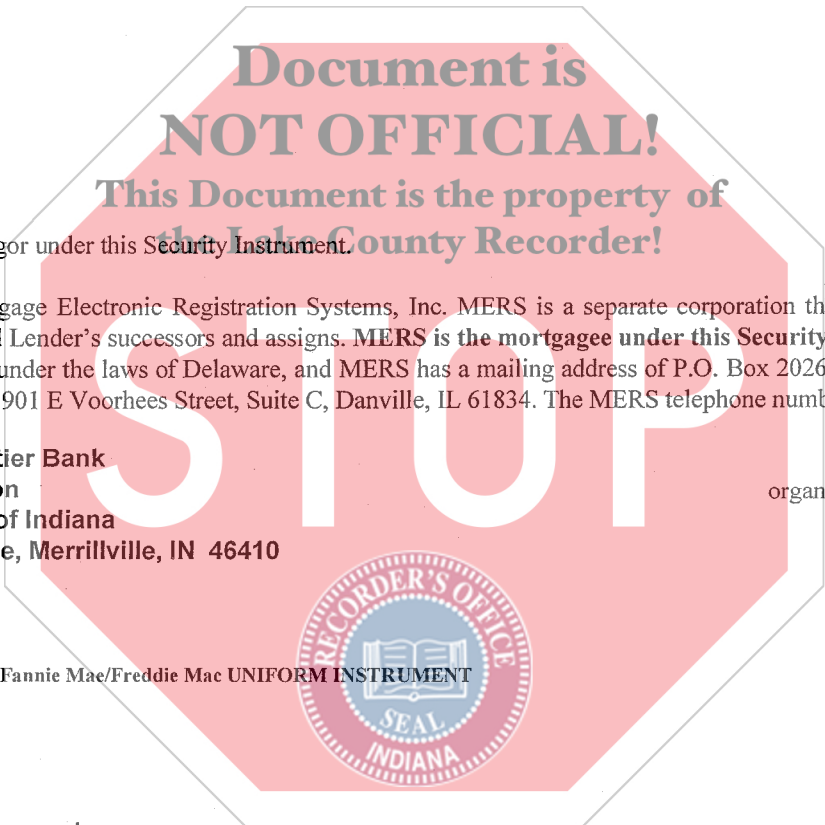 Document is
NOT OFFICIAL!
This Document is the property of
the Lake County Recorder!
gor under this Security Instrument.
gage Electronic Registration Systems, Inc. MERS is a separate corporation th
Lender's successors and assigns. MERS is the mortgagee under this Security
under the laws of Delaware, and MERS has a mailing address of P.O. Box 2026
901 E Voorhees Street, Suite C, Danville, IL 61834. The MERS telephone numb
STOP
tier Bank
on
organ
of Indiana
e, Merrillville, IN 46410
RECORDER'S OFFICE
SEAL
INDIANA
Fannie Mae/Freddie Mac UNIFORM INSTRUMENT